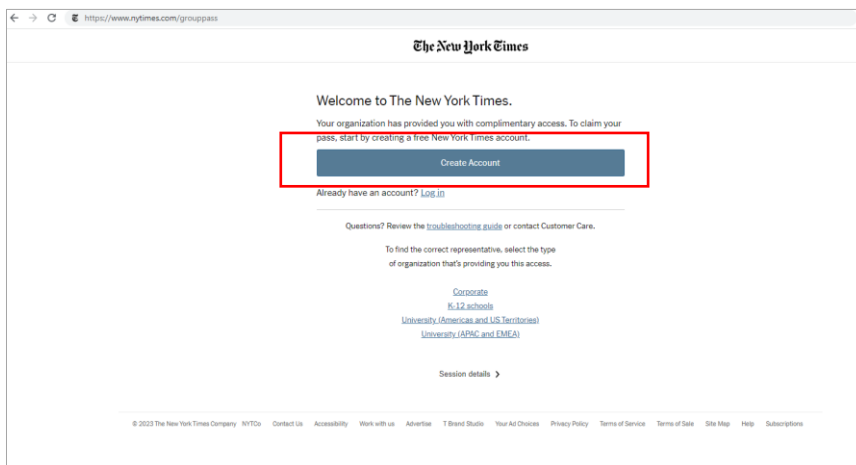 https://www.nytimes.com/grouppass
The New York Times
Welcome to The New York Times.
Your organization has provided you with complimentary access. To claim your
pass, start by creating a free New York Times account.
Create Account
Already have an account? Log in
Questions? Review the troubleshooting guide or contact Customer Care.
To find the correct representative, select the type
of organization that's providing you this access.
Corporate
K-12 schools
University (Americas and US Territories)
University (APAC and EMEA)
Session details
© 2023 The New York Times Company NYTCo Contact Us Accessibility Work with us Advertise T Brand Studio Your Ad Choices Privacy Policy Terms of Service Terms of Sale Site Map Help Subscriptions